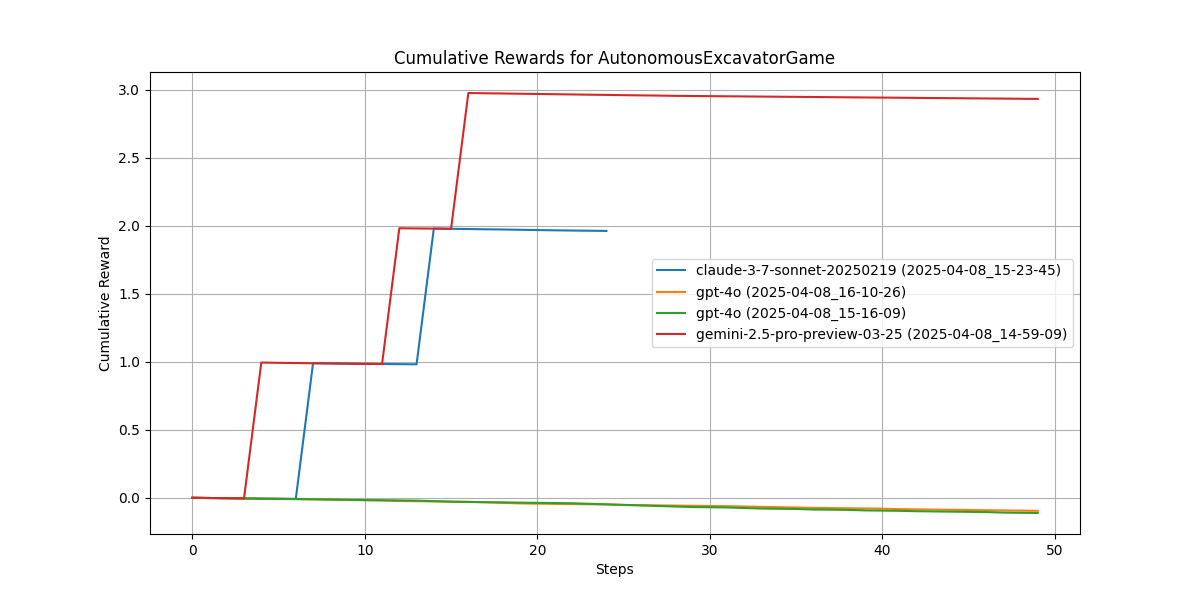 Cumulative Rewards for AutonomousExcavatorGame
3.0
2.5
2.0
1.5
1.0
0.5
0.0
Cumulative Reward
claude-3-7-sonnet-20250219 (2025-04-08_15-23-45)
gpt-4o (2025-04-08_16-10-26)
gpt-4o (2025-04-08_15-16-09)
gemini-2.5-pro-preview-03-25 (2025-04-08_14-59-09)
0 10 20 30 40 50
Steps